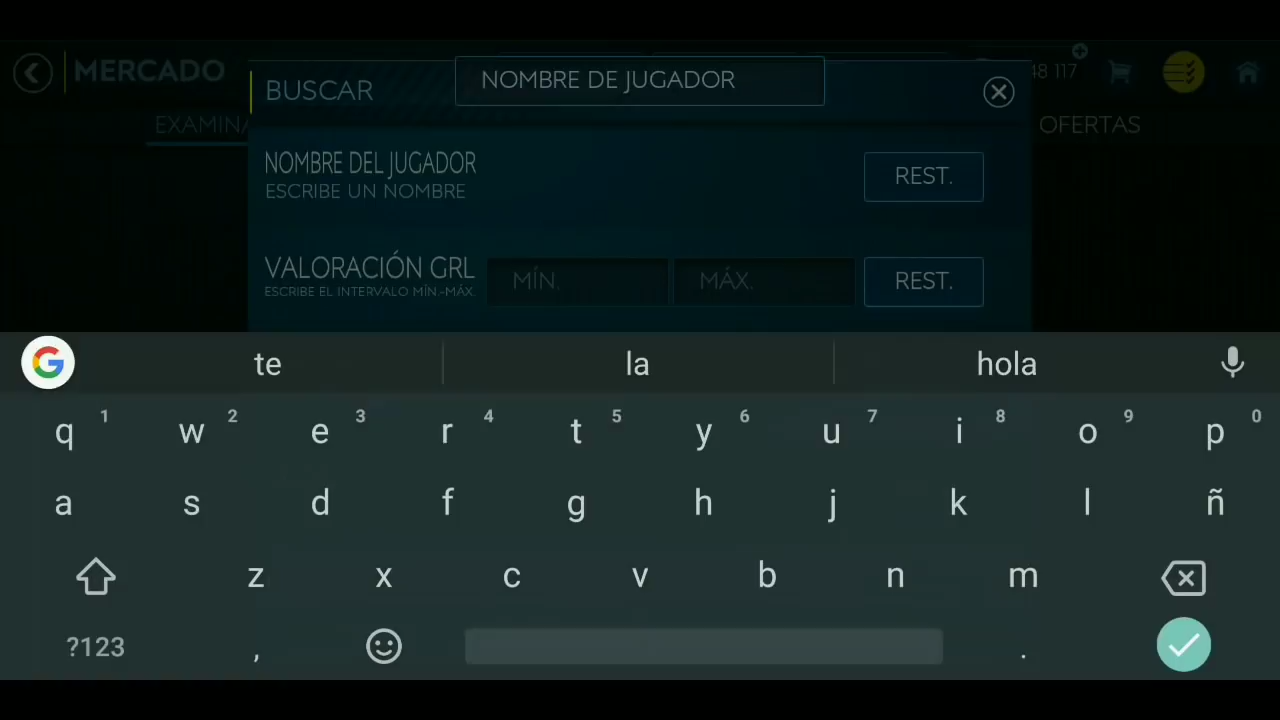 MERCADO
BUSCAR
NOMBRE DE JUGADOR
48 117
EXAMINA
OFERTAS
NOMBRE DEL JUGADOR
ESCRIBE UN NOMBRE
REST.
VALORACIÓN GRL
ESCRIBE EL INTERVALO MÍN.-MÁX.
MÍN.
MÁX.
REST.
te la hola
q 1 w 2 e 3 r 4 t 5 y 6 u 7 i 8 o 9 p 0
a s d f g h j k l ñ
z x c v b n m
?123 , .